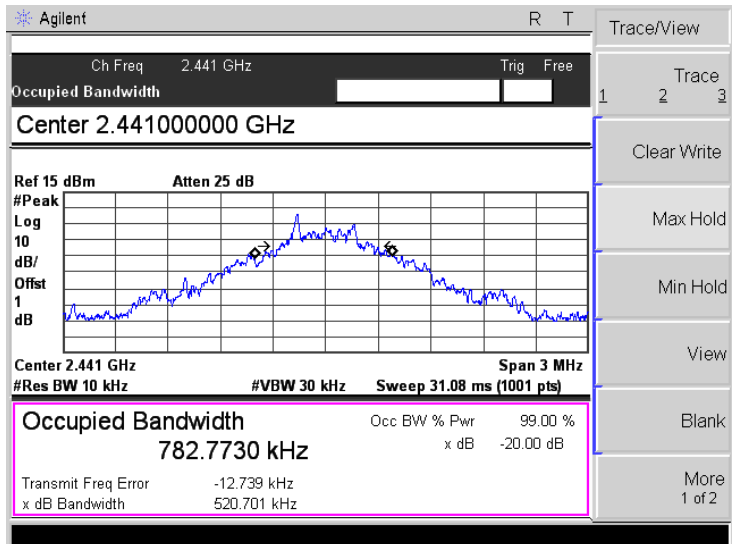 Agilent R T
Trace/View
Ch Freq 2.441 GHz Trig Free
Occupied Bandwidth
Trace
1 2 3
Center 2.441000000 GHz
Clear Write
Ref 15 dBm Atten 25 dB
#Peak
Log
10
dB/
Offst
1
dB
Max Hold
Min Hold
View
Center 2.441 GHz Span 3 MHz
#Res BW 10 kHz #VBW 30 kHz Sweep 31.08 ms (1001 pts)
Occupied Bandwidth Occ BW % Pwr 99.00 %
782.7730 kHz x dB -20.00 dB
Blank
Transmit Freq Error -12.739 kHz
x dB Bandwidth 520.701 kHz
More
1 of 2